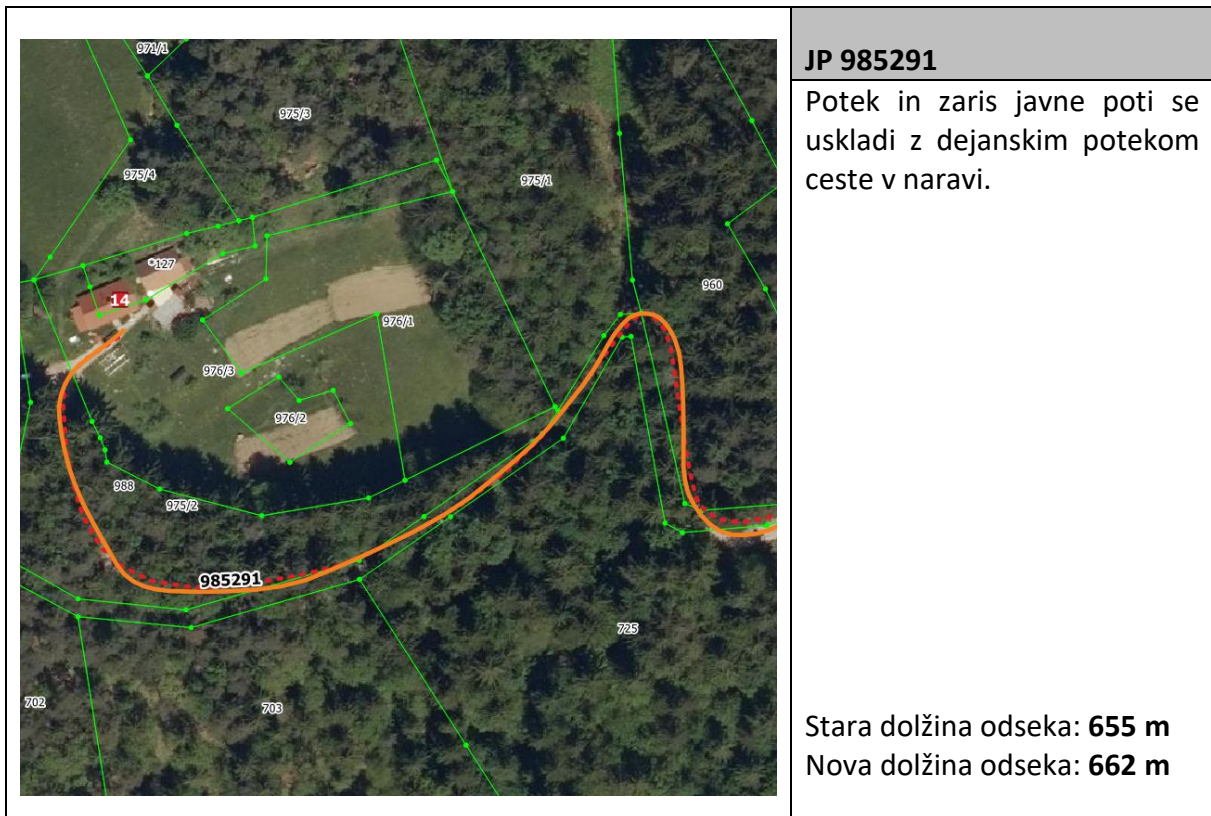 971/1
975/3
975/4
975/1
*127
960
14
976/1
976/3
976/2
988
975/2
985291
725
702
703
JP 985291
Potek in zaris javne poti se
uskladi z dejanskim potekom
ceste v naravi.
Stara dolžina odseka: 655 m
Nova dolžina odseka: 662 m